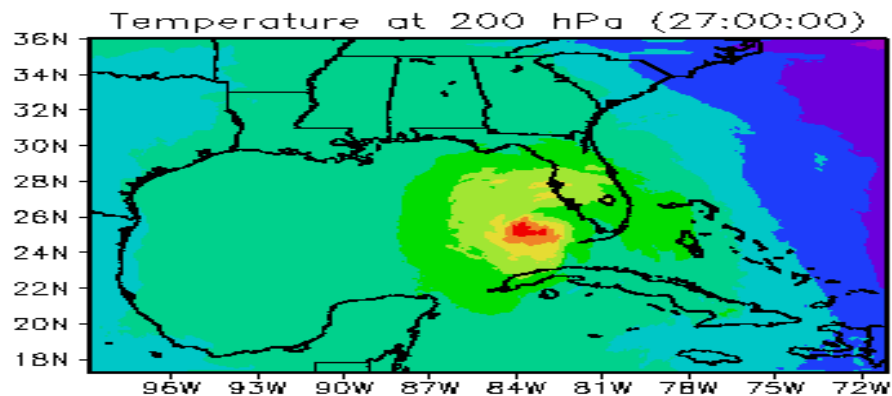 Temperature at 200 hPa (27:00:00)
36N
34N
32N
30N
28N
26N
24N
22N
20N
18N
96W 93W 90W 87W 84W 81W 78W 75W 72W